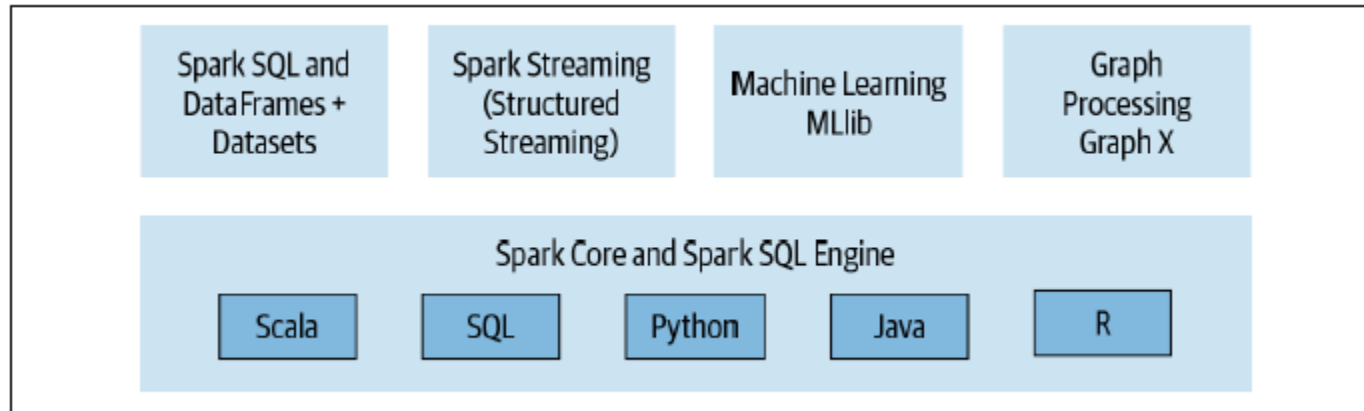 Spark SQL and
DataFrames +
Datasets
Spark Streaming
(Structured
Streaming)
Machine Learning
MLlib
Graph
Processing
Graph X
Spark Core and Spark SQL Engine
Scala
SQL
Python
Java
R